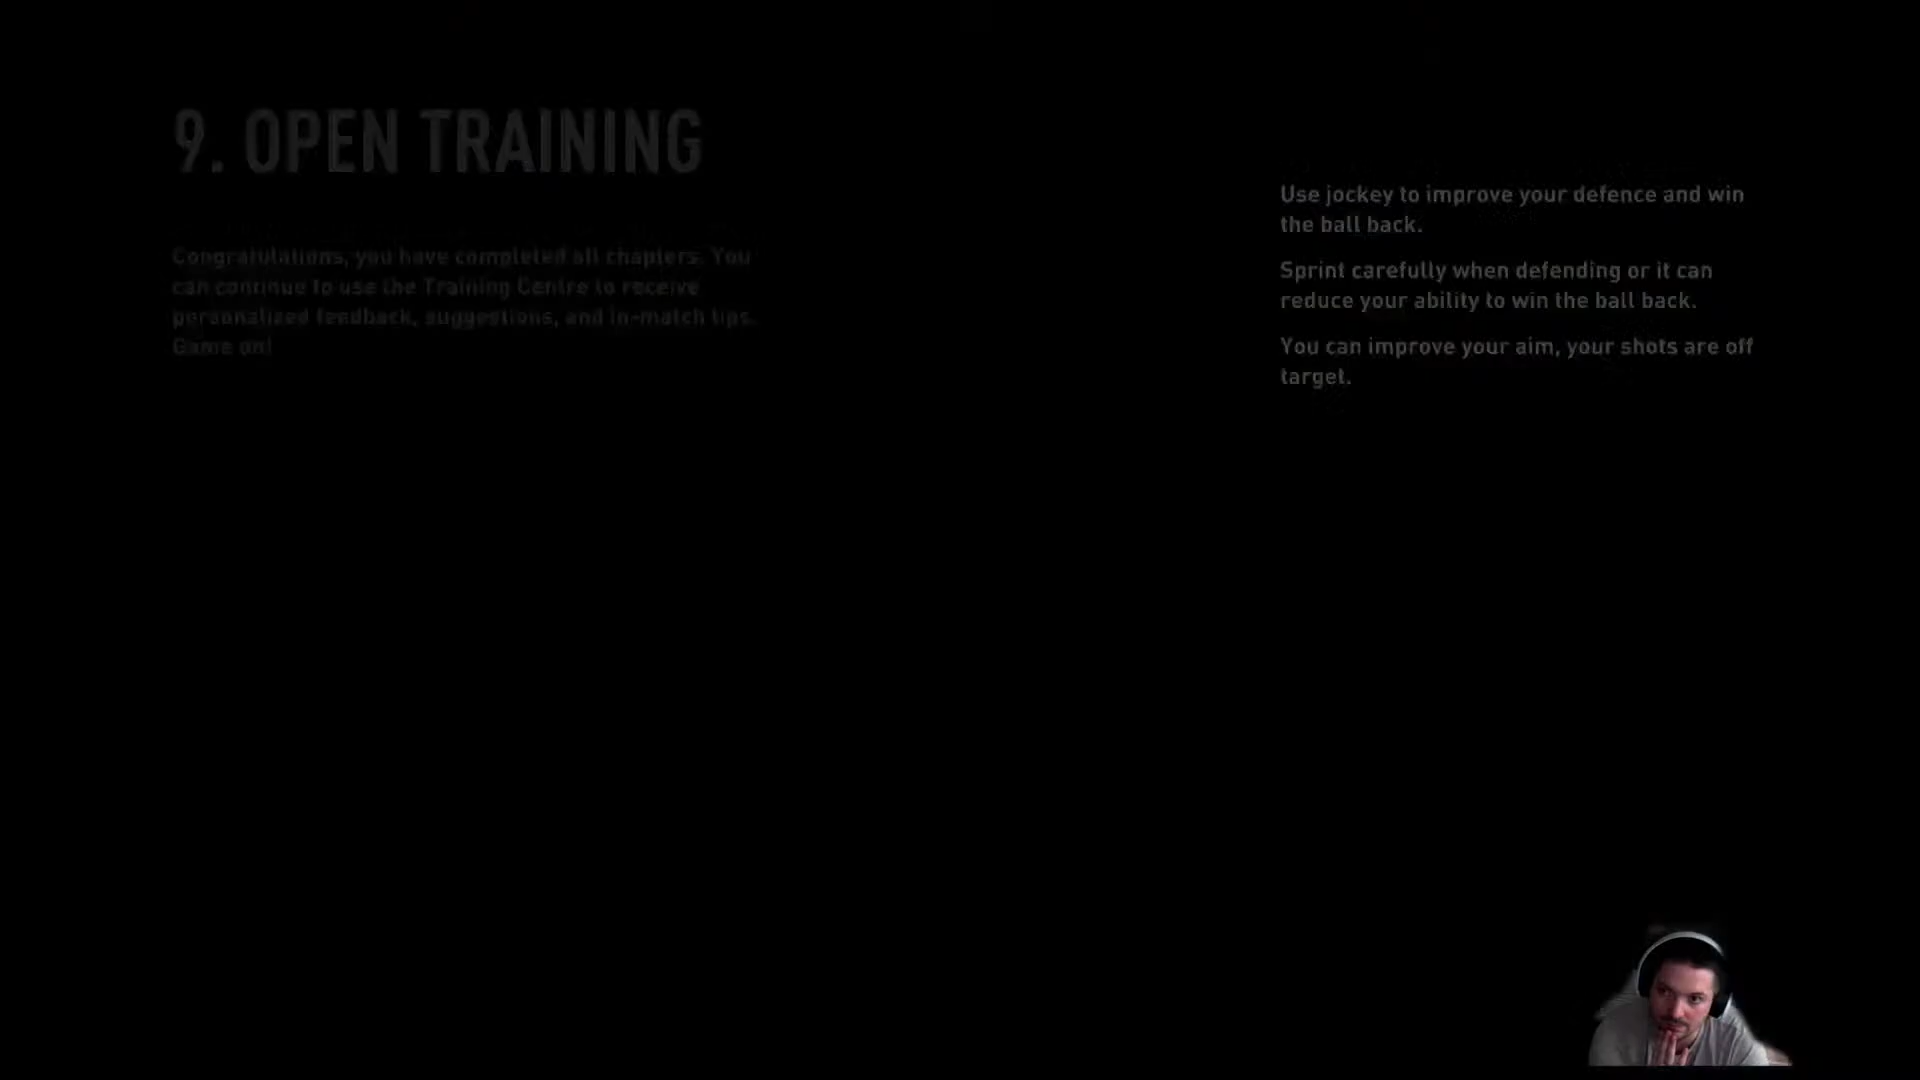 9. OPEN TRAINING
Congratulations, you have completed all chapters. You
can continue to use the Training Centre to receive
personalized feedback, suggestions, and in-match tips.
Game on!
Use jockey to improve your defence and win
the ball back.
Sprint carefully when defending or it can
reduce your ability to win the ball back.
You can improve your aim, your shots are off
target.